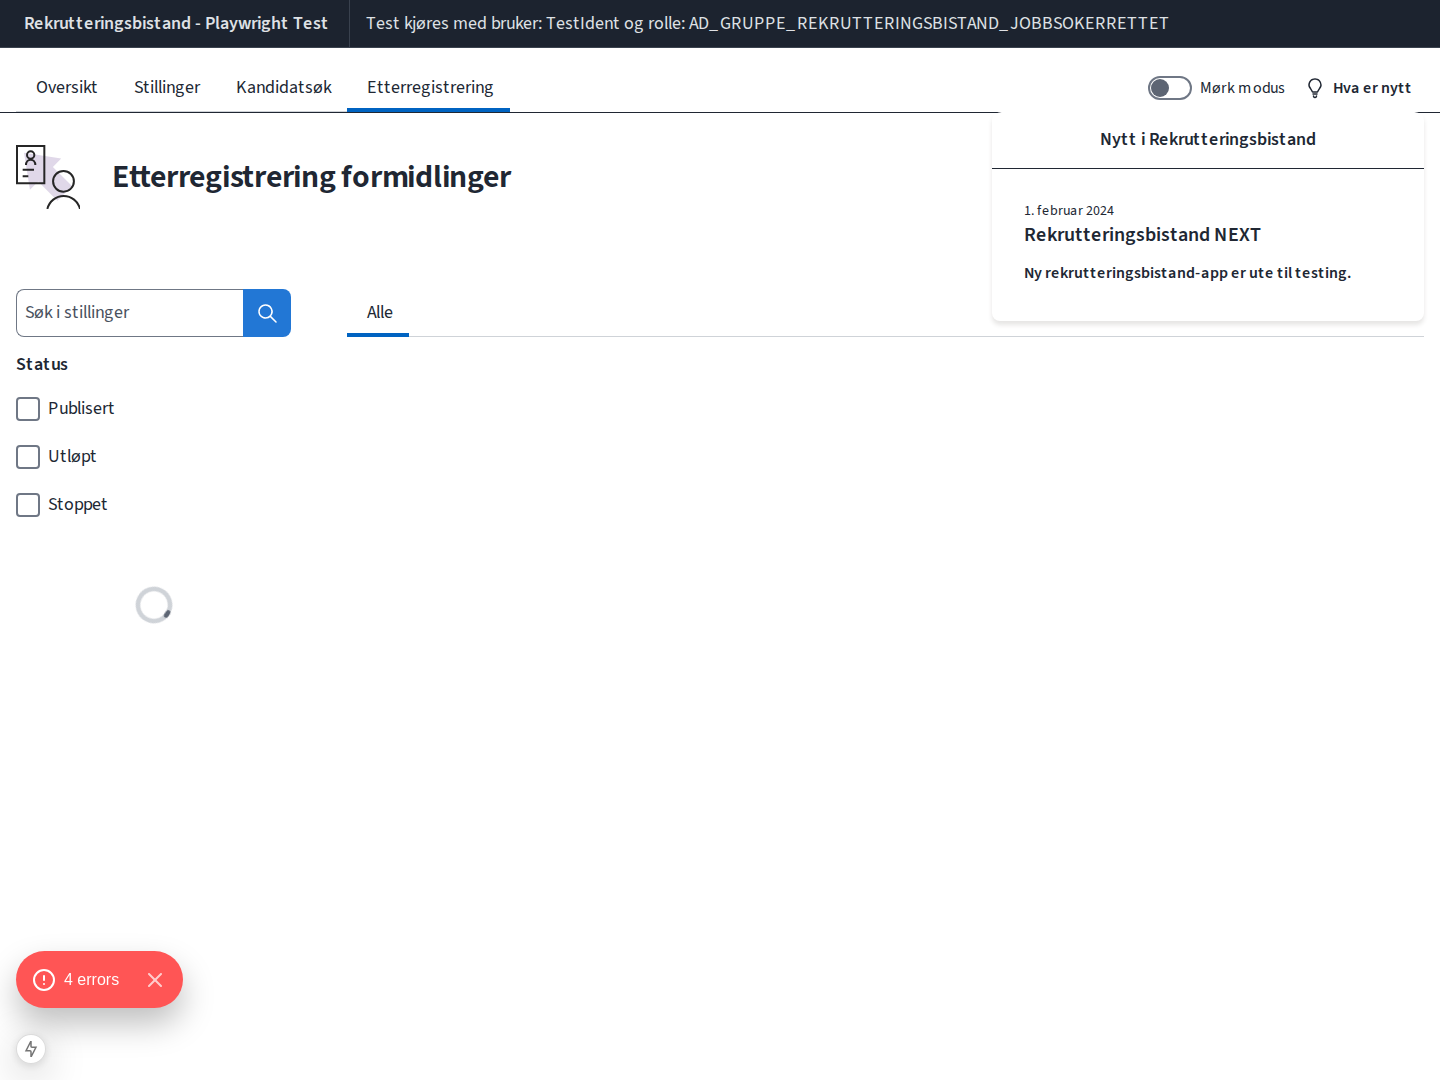 Rekrutteringsbistand - Playwright Test
Test kjøres med bruker: TestIdent og rolle: AD_GRUPPE_REKRUTTERINGSBISTAND_JOBBSOKERRETTET
Oversikt
Stillinger
Kandidatsøk
Etterregistrering
Mørk modus
Hva er nytt
Nytt i Rekrutteringsbistand
Etterregistrering formidlinger
1. februar 2024
Rekrutteringsbistand NEXT
Ny rekrutteringsbistand-app er ute til testing.
Søk i stillinger
Alle
Status
Publisert
Utløpt
Stoppet
4 errors